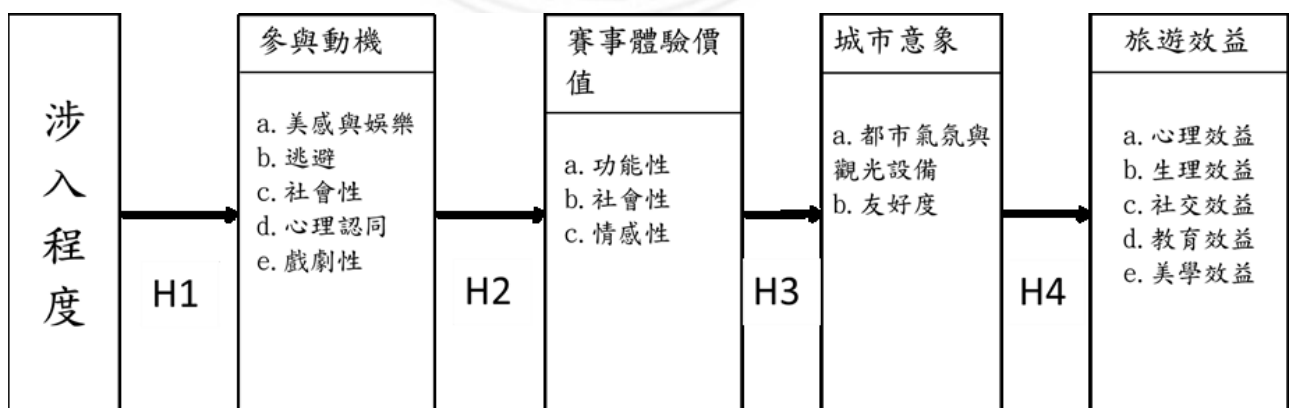 涉
入
程
度
H1
參與動機
a. 美感與娛樂
b. 逃避
c. 社會性
d. 心理認同
e. 戲劇性
H2
賽事體驗價
值
a. 功能性
b. 社會性
c. 情感性
H3
城市意象
a. 都市氣氛與
觀光設備
b. 友好度
H4
旅遊效益
a. 心理效益
b. 生理效益
c. 社交效益
d. 教育效益
e. 美學效益